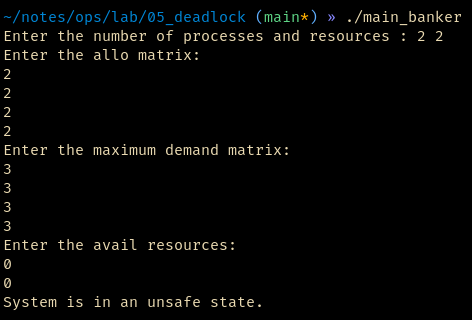 ~/notes/ops/lab/05_deadlock (main*) » ./main_banker
Enter the number of processes and resources : 2 2
Enter the allo matrix:
2
2
2
2
Enter the maximum demand matrix:
3
3
3
3
Enter the avail resources:
0
0
System is in an unsafe state.